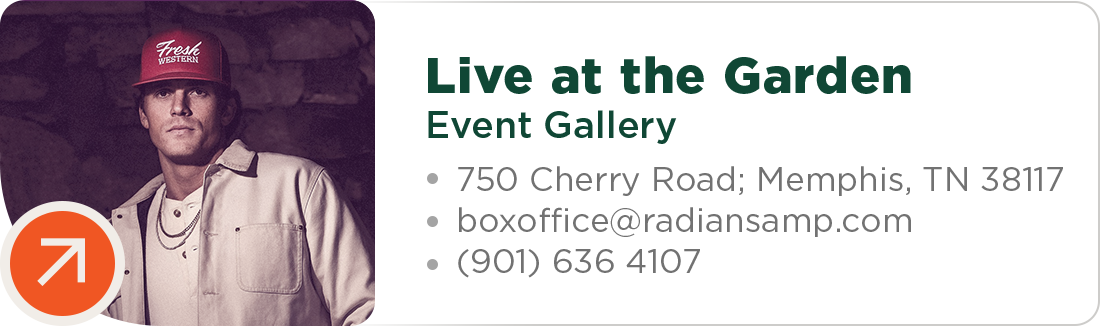 Fresh
WESTERN
Live at the Garden
Event Gallery
750 Cherry Road; Memphis, TN 38117
boxoffice@radiansamp.com
(901) 636 4107